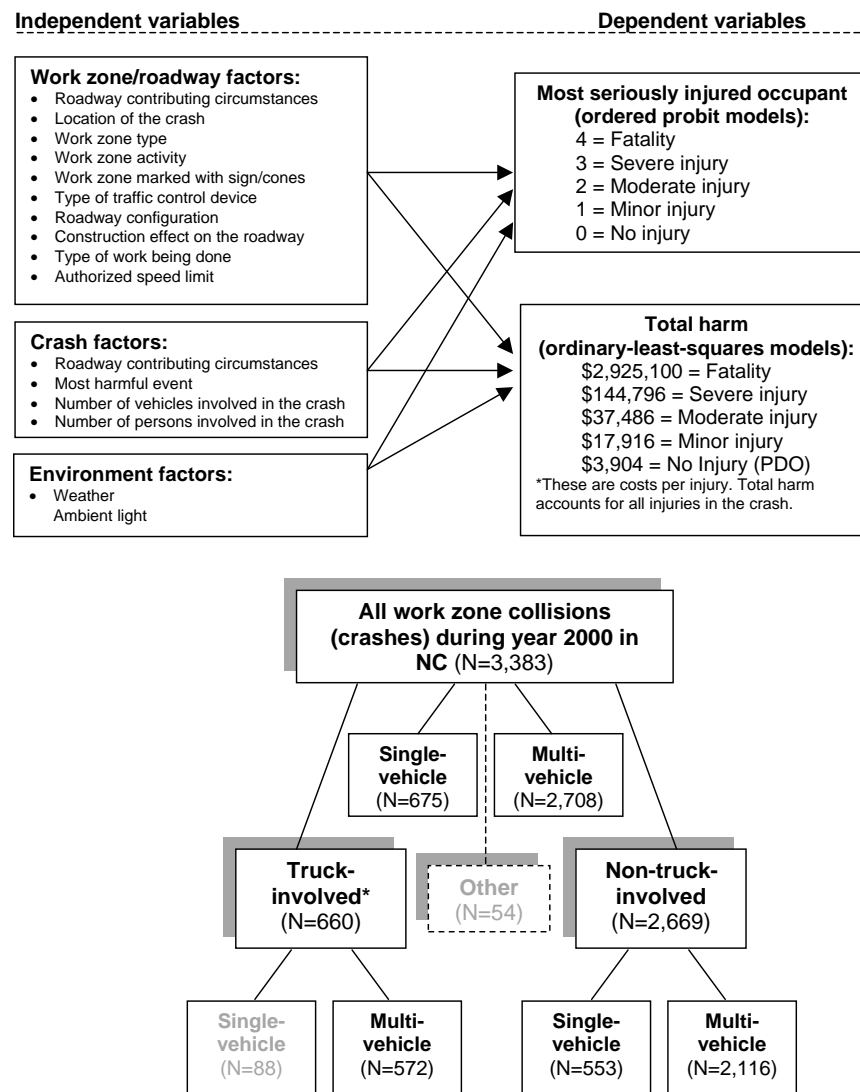 Independent variables
Dependent variables
Work zone/roadway factors:
• Roadway contributing circumstances
• Location of the crash
• Work zone type
• Work zone activity
• Work zone marked with sign/cones
• Type of traffic control device
• Roadway configuration
• Construction effect on the roadway
• Type of work being done
• Authorized speed limit
Crash factors:
• Roadway contributing circumstances
• Most harmful event
• Number of vehicles involved in the crash
• Number of persons involved in the crash
Environment factors:
• Weather
Ambient light
Most seriously injured occupant
(ordered probit models):
4 = Fatality
3 = Severe injury
2 = Moderate injury
1 = Minor injury
0 = No injury
Total harm
(ordinary-least-squares models):
$2,925,100 = Fatality
$144,796 = Severe injury
$37,486 = Moderate injury
$17,916 = Minor injury
$3,904 = No Injury (PDO)
*These are costs per injury. Total harm
accounts for all injuries in the crash.
All work zone collisions
(crashes) during year 2000 in
NC (N=3,383)
Single-
vehicle
(N=675)
Multi-
vehicle
(N=2,708)
Truck-
involved*
(N=660)
Other
(N=54)
Non-truck-
involved
(N=2,669)
Single-
vehicle
(N=88)
Multi-
vehicle
(N=572)
Single-
vehicle
(N=553)
Multi-
vehicle
(N=2,116)